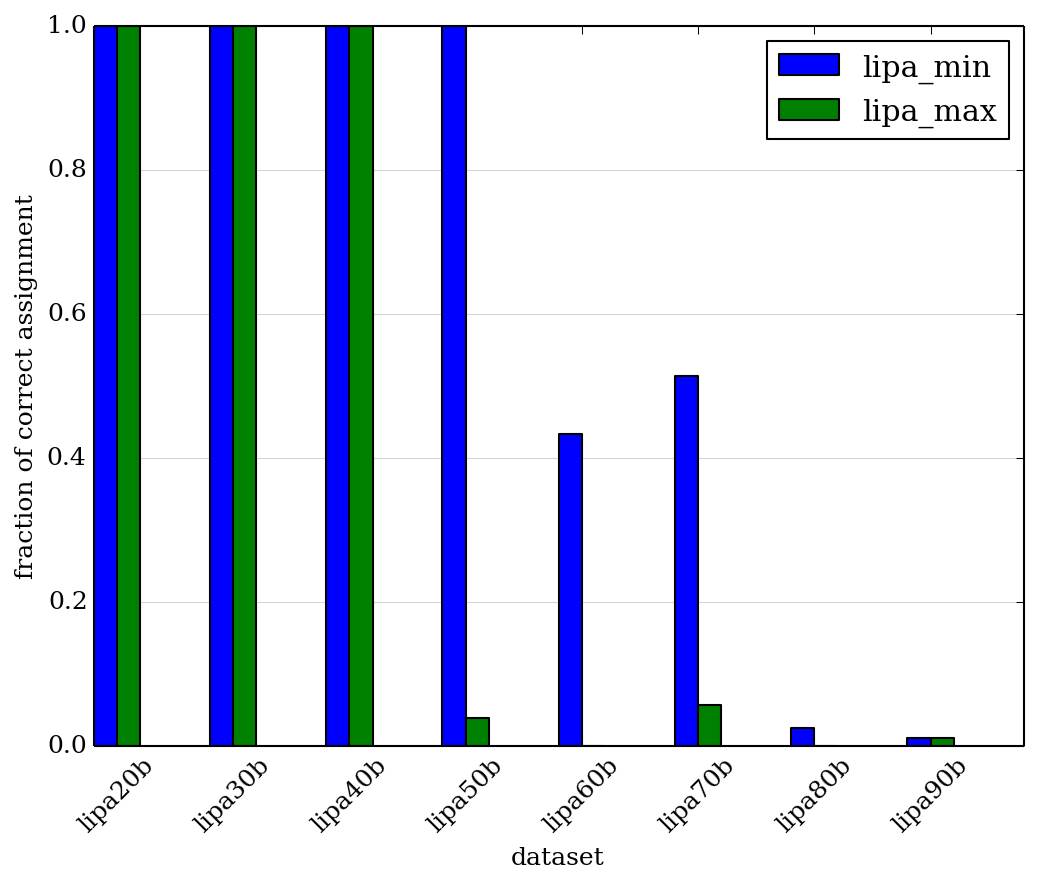 1.0
0.8
0.6
0.4
0.2
0.0
fraction of correct assignment
lipa_min
lipa_max
lipa20b
lipa30b
lipa40b
lipa50b
lipa60b
lipa70b
lipa80b
lipa90b
dataset